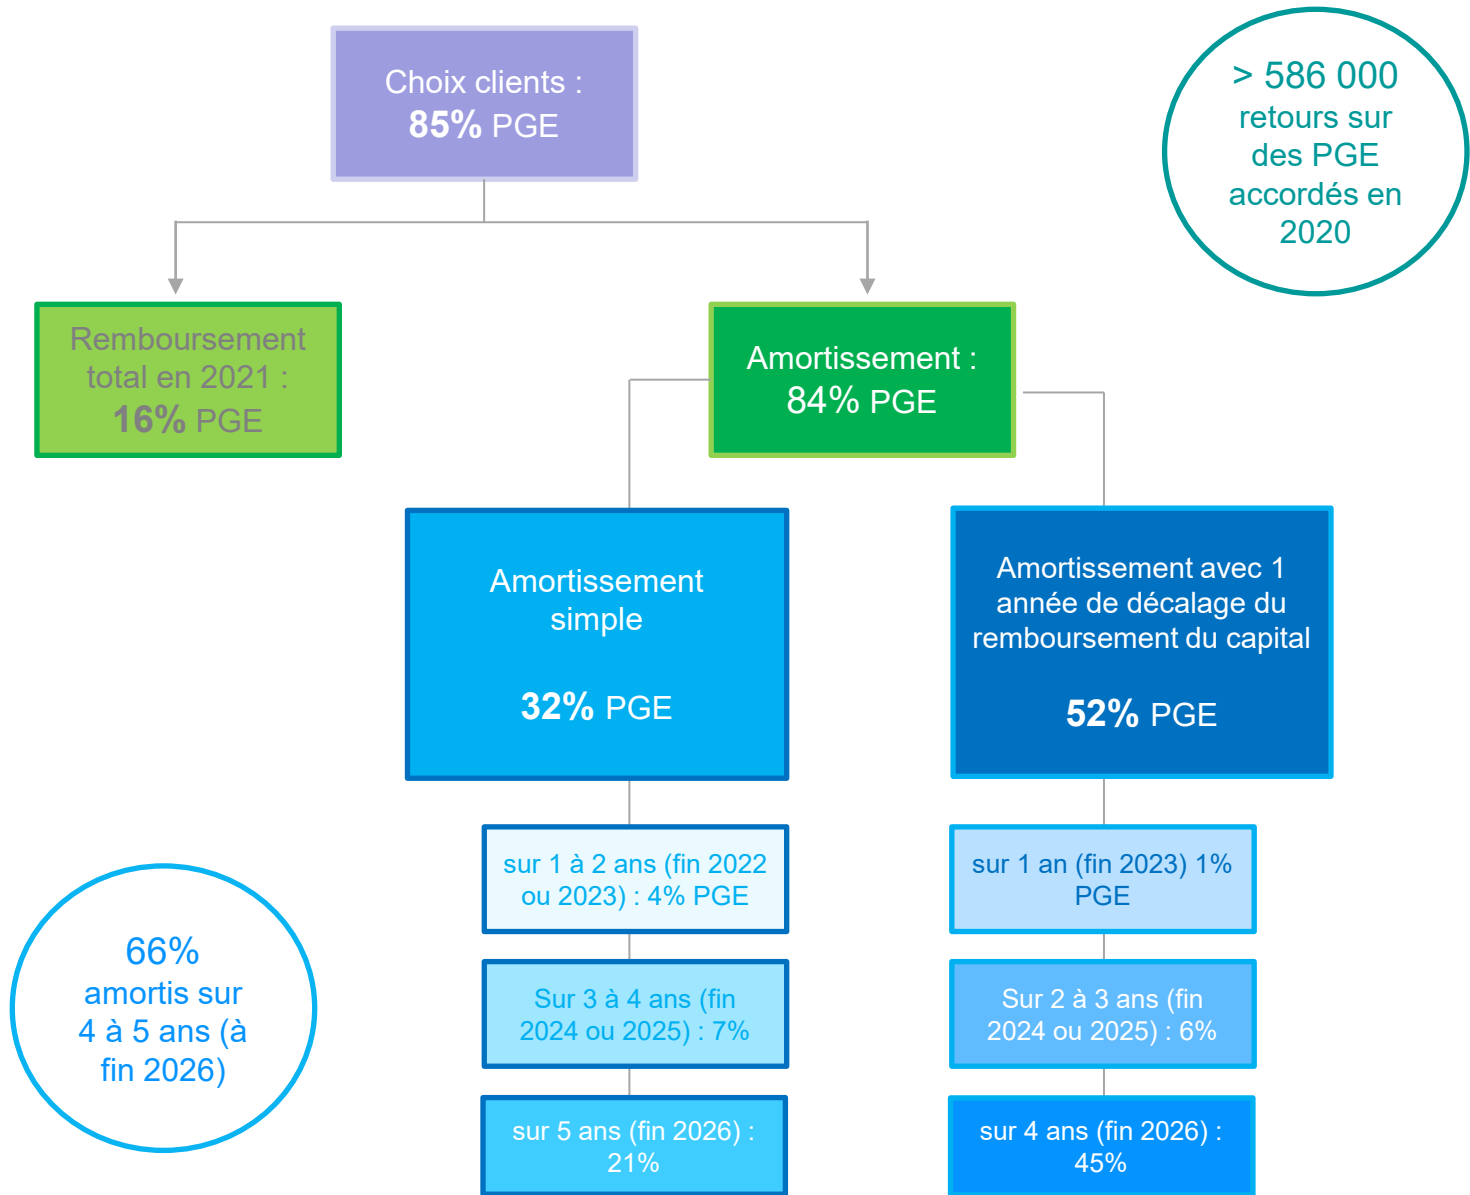 Choix clients :
85% PGE
> 586 000
retours sur
des PGE
accordés en
2020
Remboursement
total en 2021 :
16% PGE
Amortissement :
84% PGE
Amortissement
simple
32% PGE
Amortissement avec 1
année de décalage du
remboursement du capital
52% PGE
sur 1 à 2 ans (fin 2022
ou 2023) : 4% PGE
sur 1 an (fin 2023) 1%
PGE
66%
amortis sur
4 à 5 ans (à
fin 2026)
Sur 3 à 4 ans (fin
2024 ou 2025) : 7%
Sur 2 à 3 ans (fin
2024 ou 2025) : 6%
sur 5 ans (fin 2026) :
21%
sur 4 ans (fin 2026) :
45%